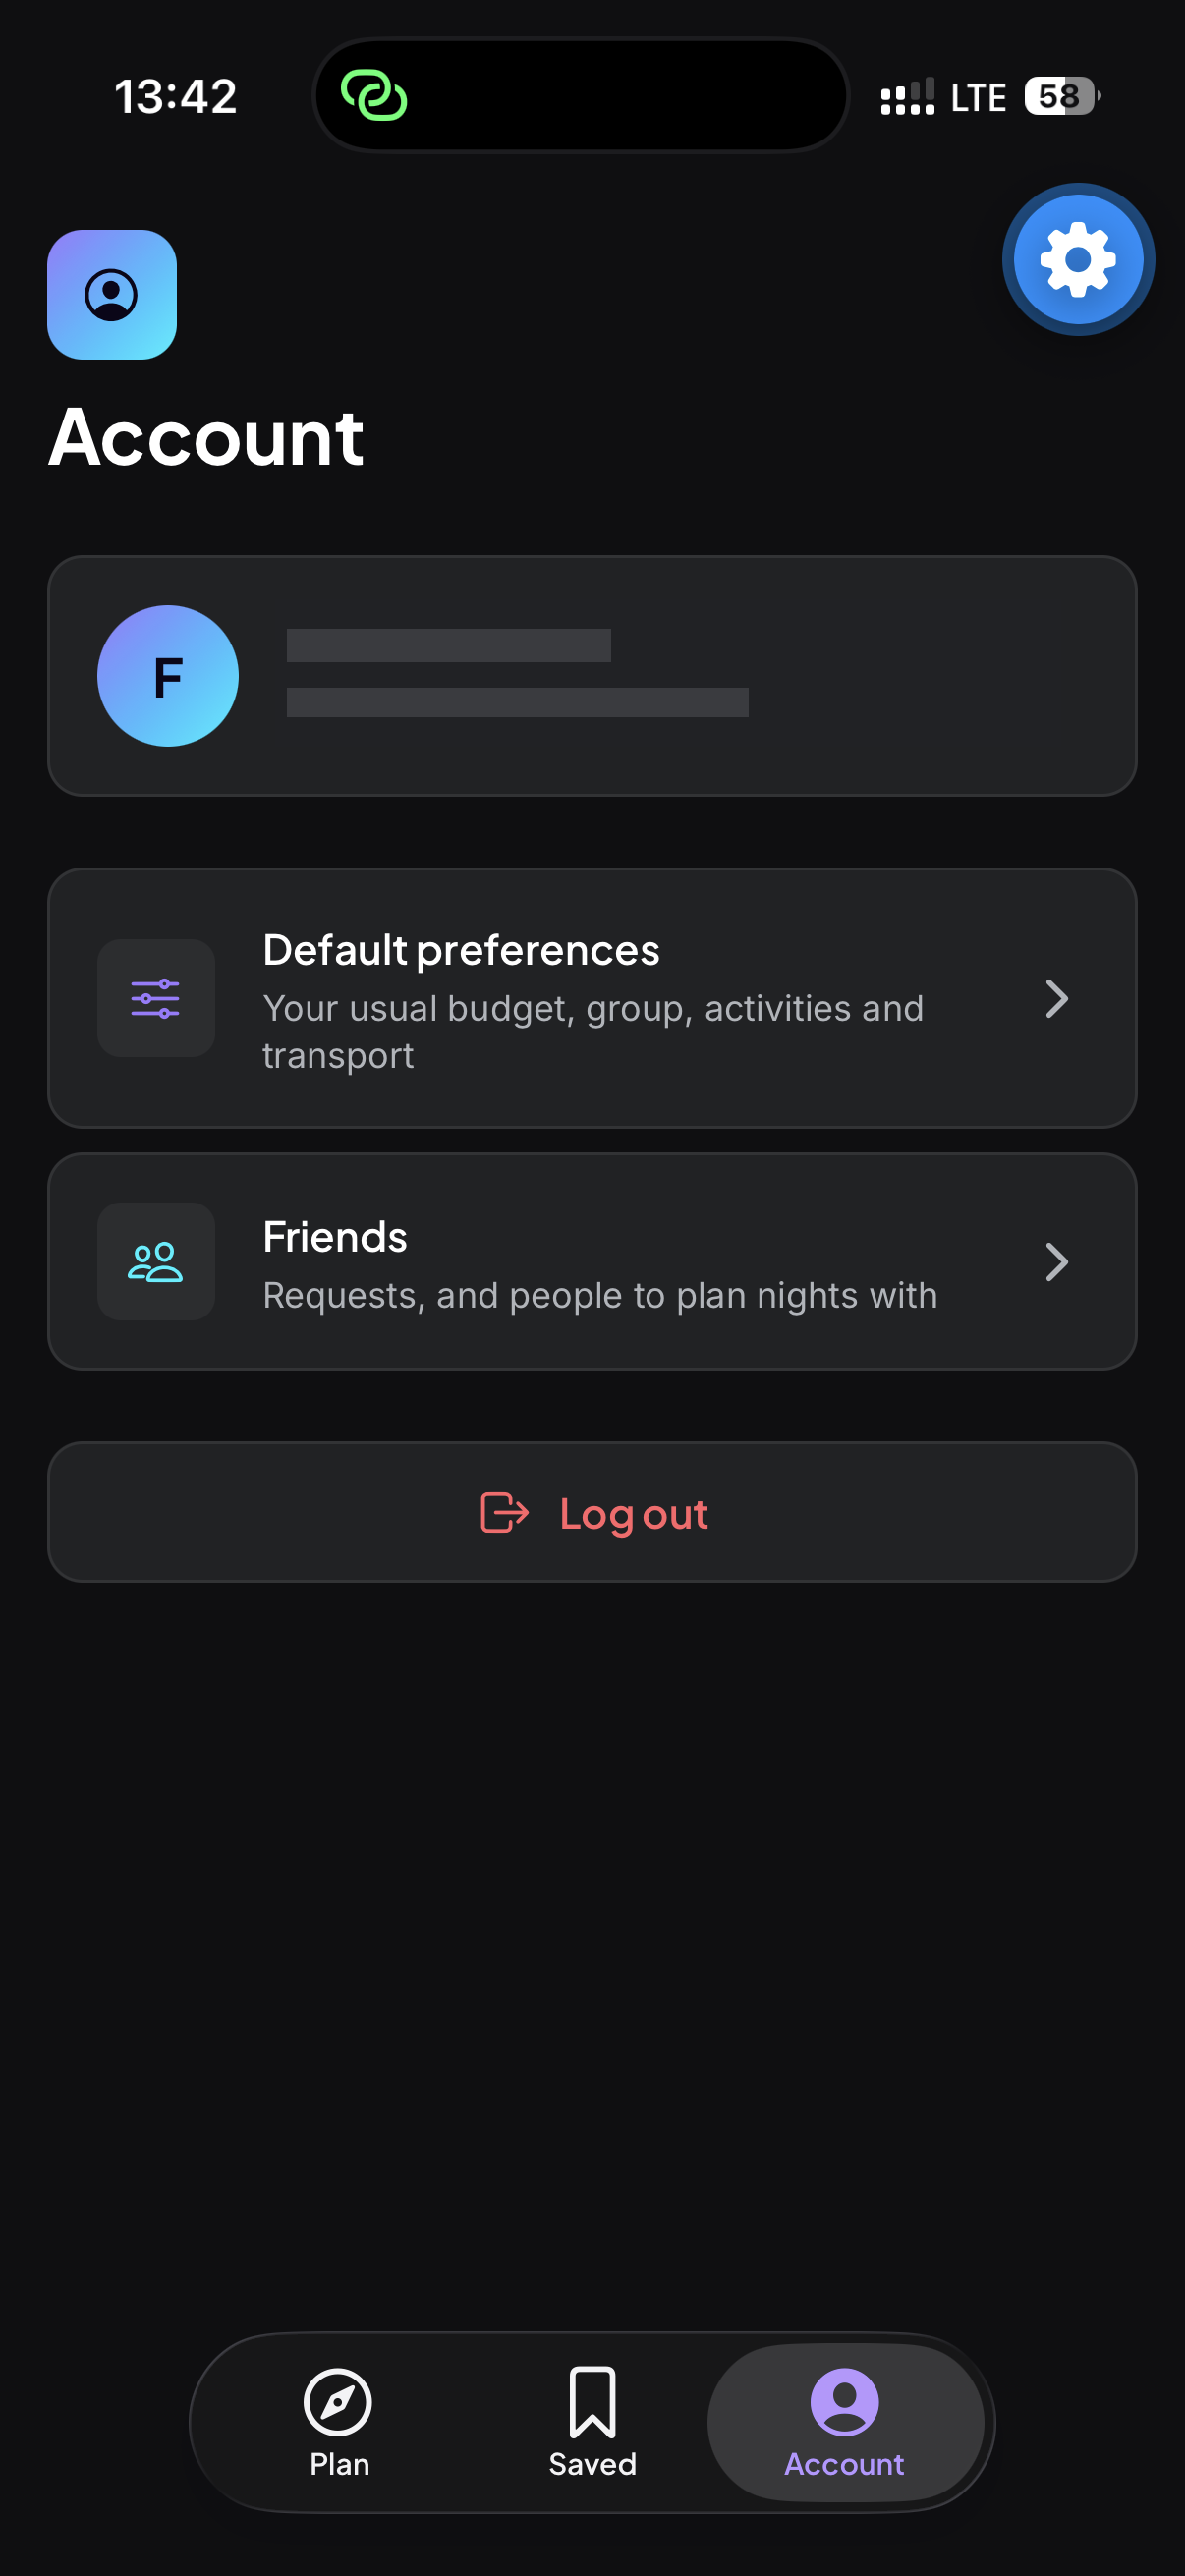 13:42
LTE
58
Account
F
Default preferences
Your usual budget, group, activities and
transport
Friends
Requests, and people to plan nights with
Log out
Plan
Saved
Account